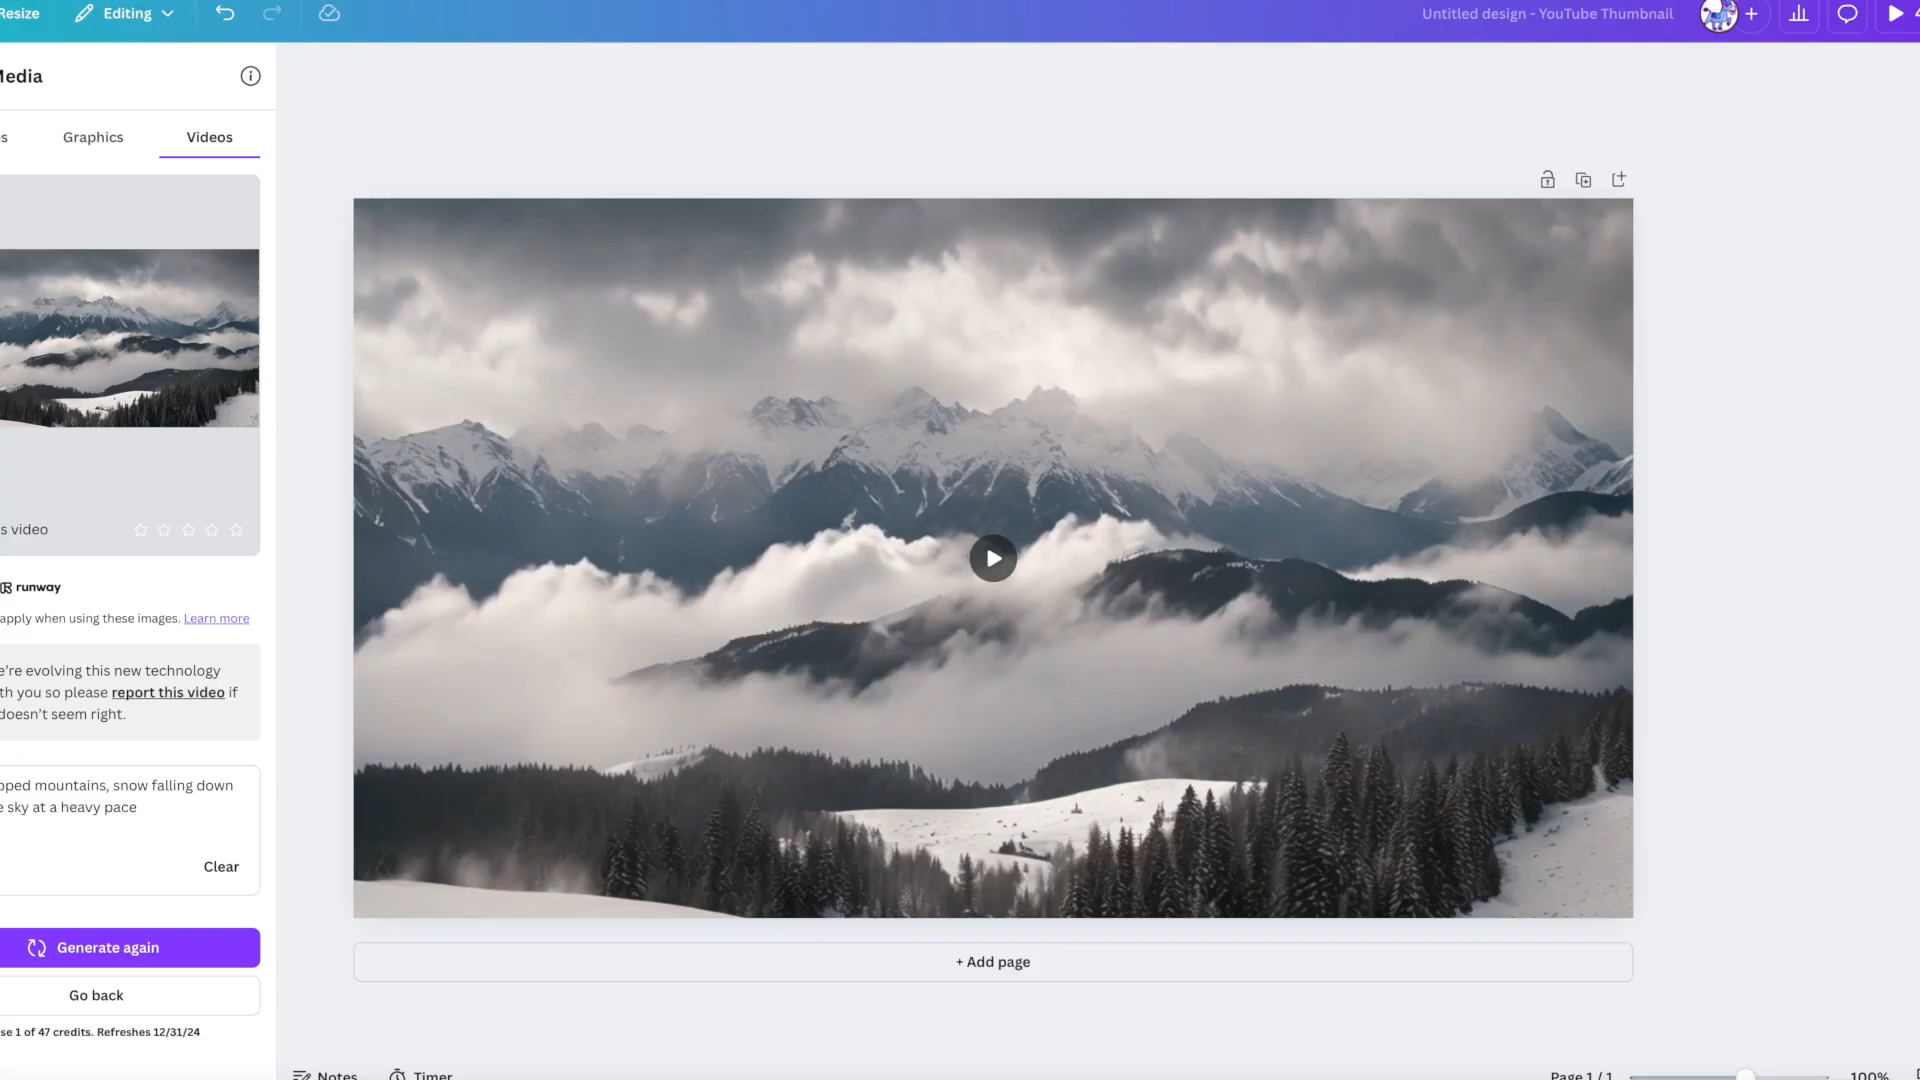 Resize
Editing
Untitled design - YouTube Thumbnail
Media
Graphics
Videos
s video
runway
apply when using these images. Learn more
e're evolving this new technology
th you so please report this video if
doesn't seem right.
pped mountains, snow falling down
e sky at a heavy pace
Clear
Generate again
Go back
se 1 of 47 credits. Refreshes 12/31/24
+ Add page
Notes
Timer
Page 1 / 1
100%